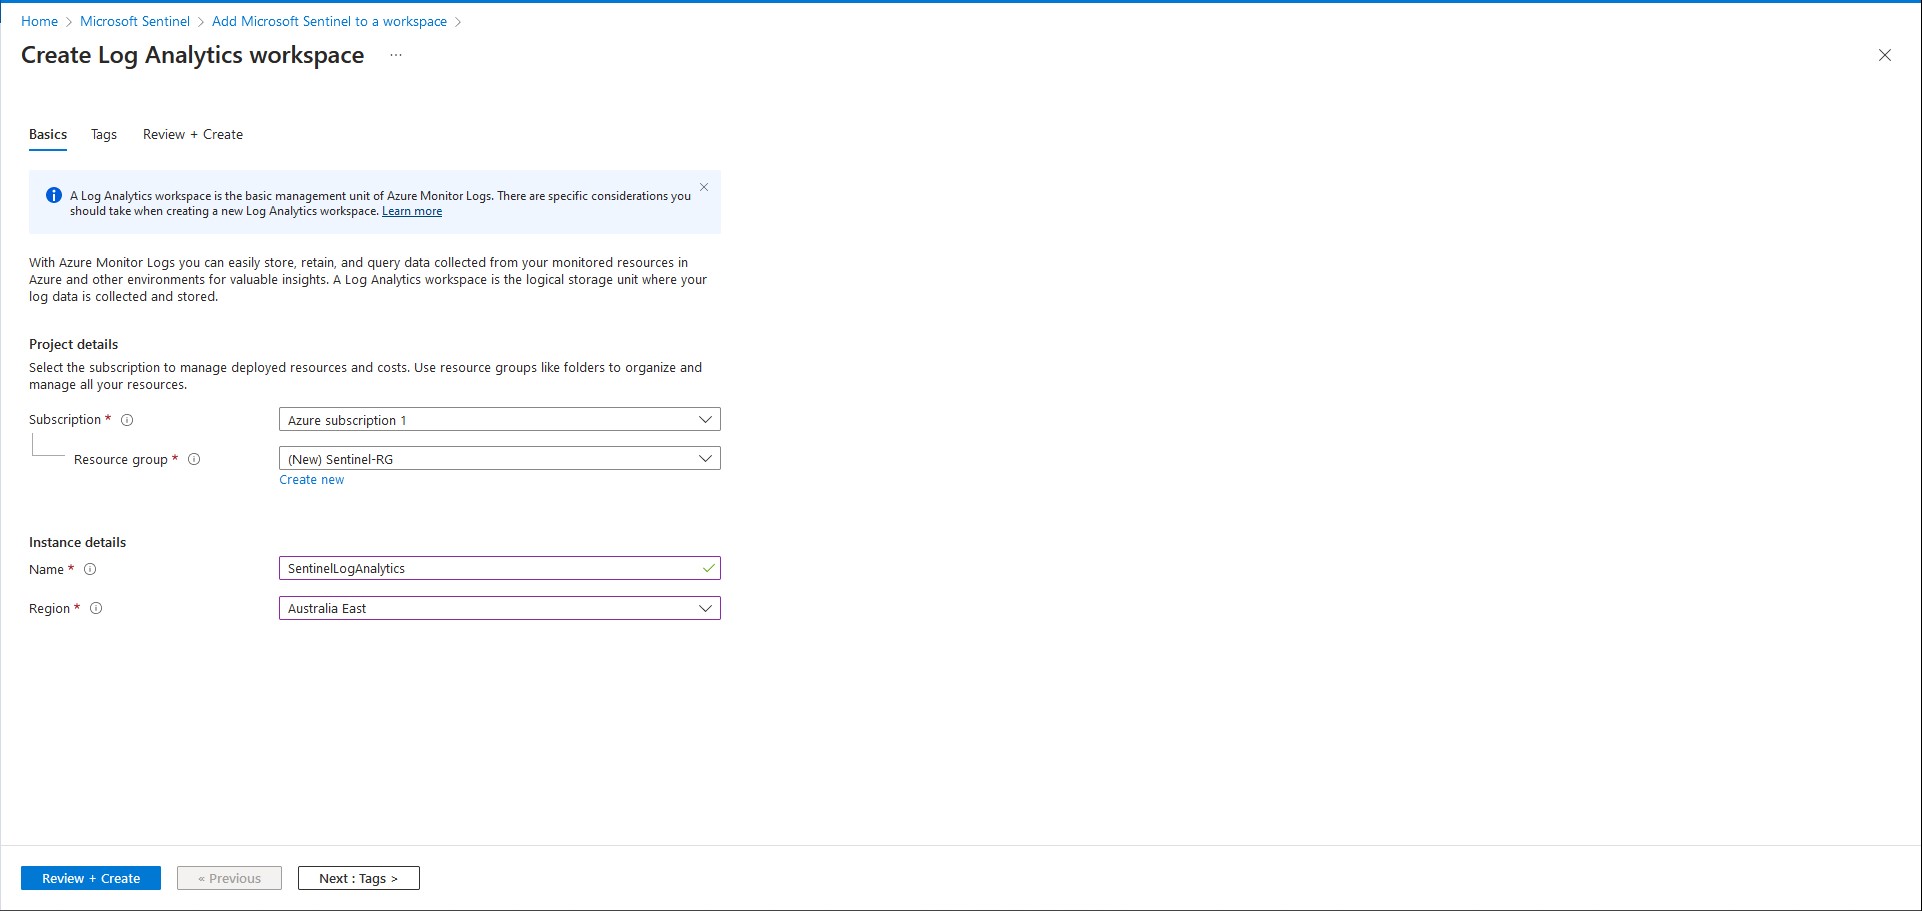 Home > Microsoft Sentinel > Add Microsoft Sentinel to a workspace >
Create Log Analytics workspace ...
Basics Tags Review + Create
A Log Analytics workspace is the basic management unit of Azure Monitor Logs. There are specific considerations you
should take when creating a new Log Analytics workspace. Learn more
With Azure Monitor Logs you can easily store, retain, and query data collected from your monitored resources in
Azure and other environments for valuable insights. A Log Analytics workspace is the logical storage unit where your
log data is collected and stored.
Project details
Select the subscription to manage deployed resources and costs. Use resource groups like folders to organize and
manage all your resources.
Subscription * Azure subscription 1
Resource group * (New) Sentinel-RG
Create new
Instance details
Name * SentinelLogAnalytics
Region * Australia East
Review + Create « Previous Next : Tags >